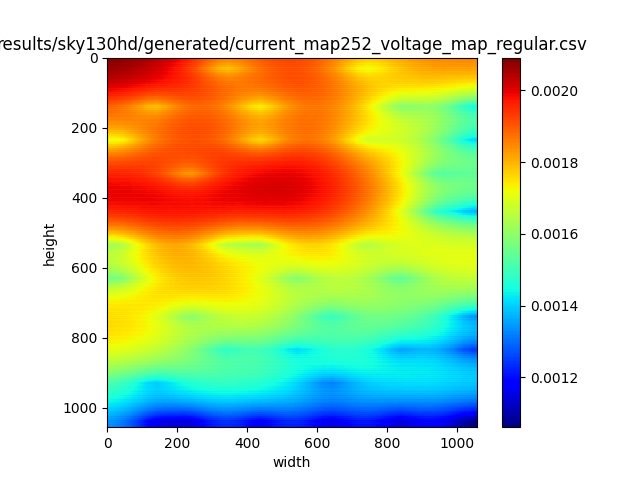 results/sky130hd/generated/current_map252_voltage_map_regular.csv
0
200
400
600
800
1000
height
0 200 400 600 800 1000
width
0.0020
0.0018
0.0016
0.0014
0.0012